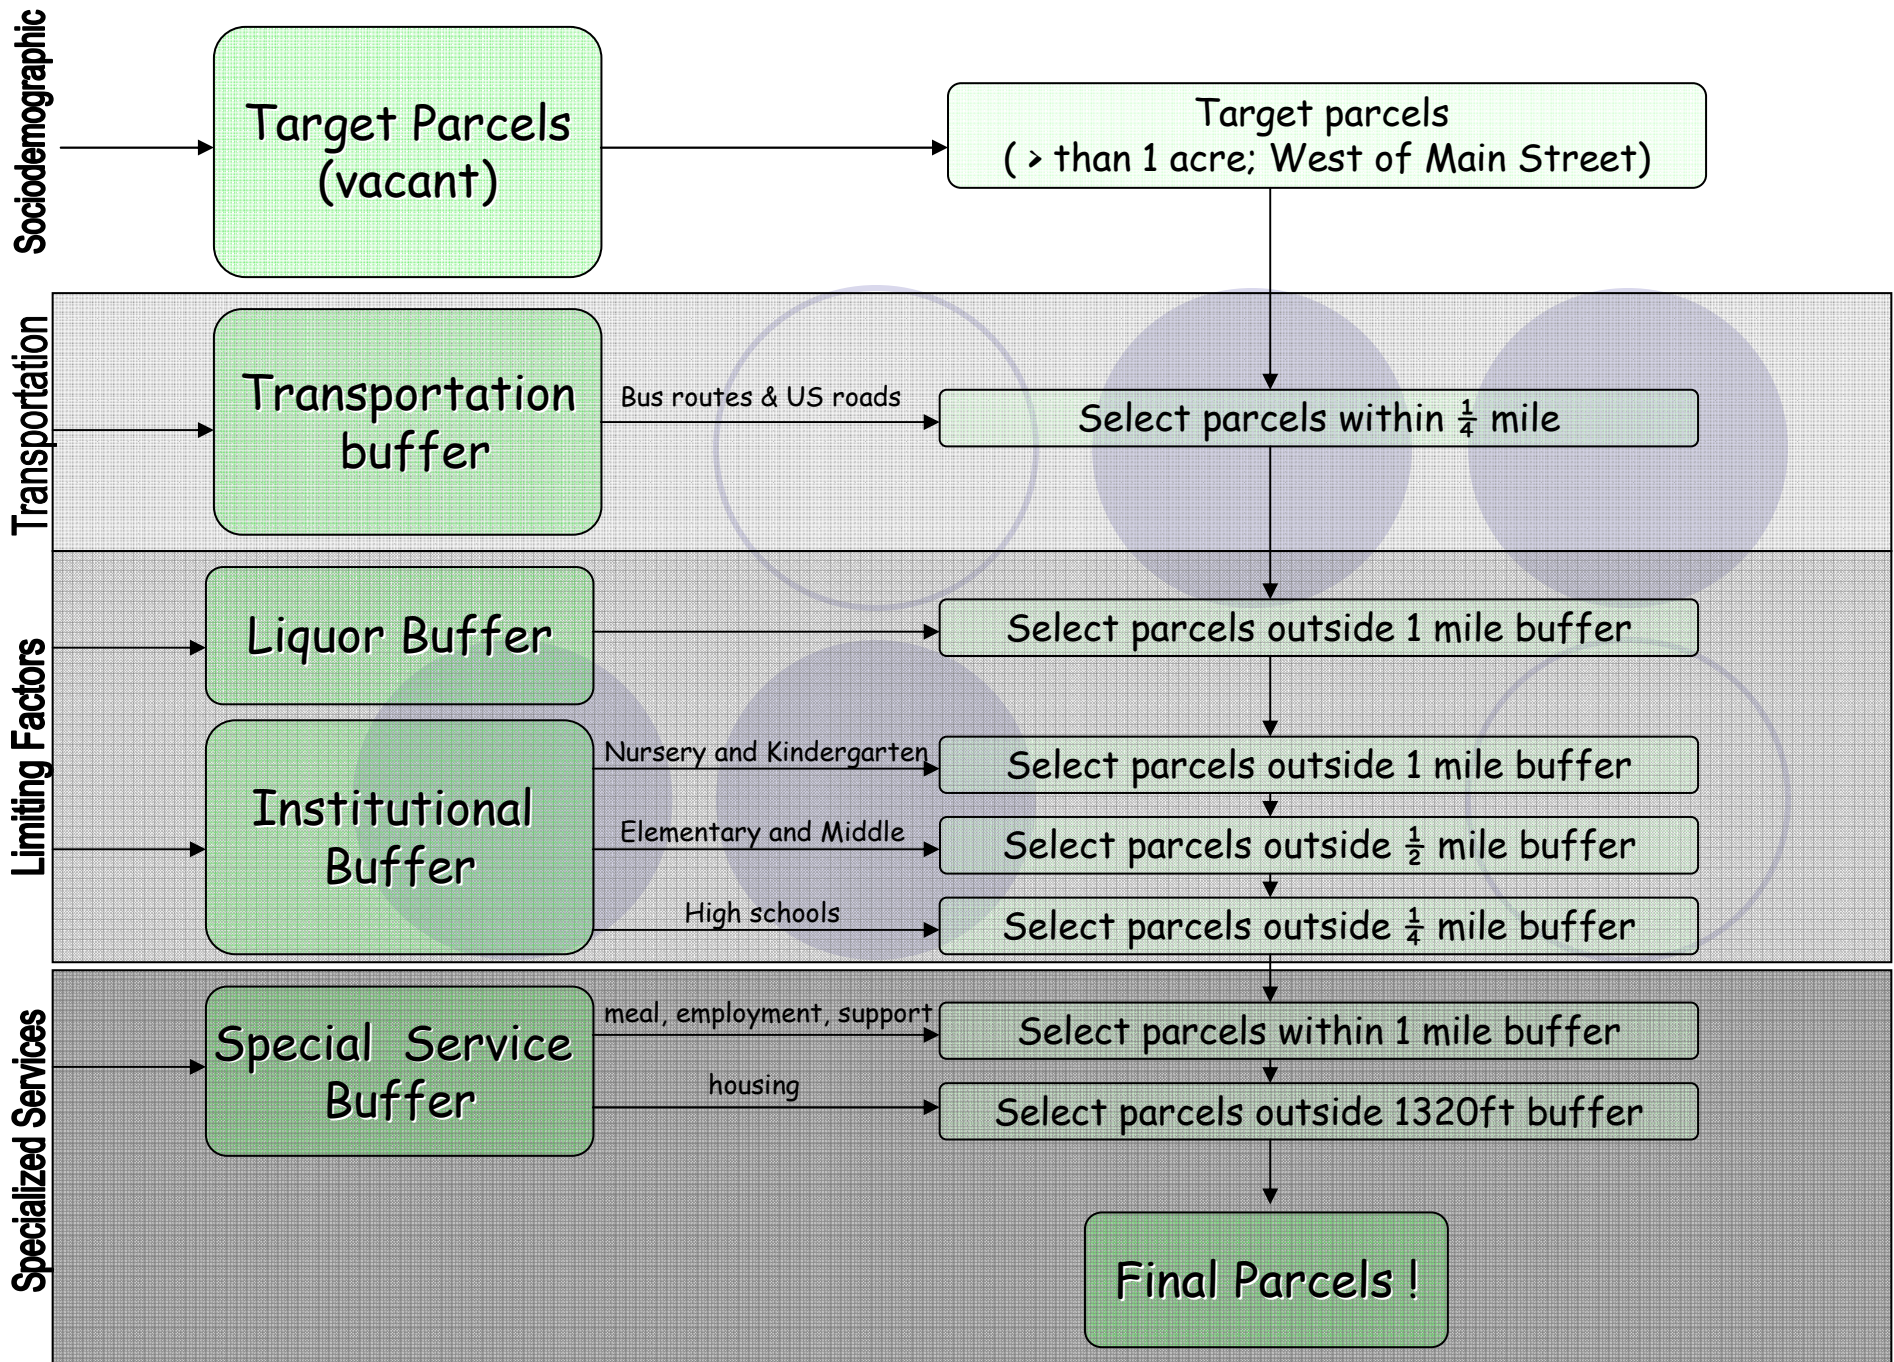 Sociodemographic
Target Parcels
(vacant)
Target parcels
( > than 1 acre; West of Main Street)
Transportation
Transportation
buffer
Bus routes & US roads
Select parcels within ¼ mile
Limiting Factors
Liquor Buffer
Select parcels outside 1 mile buffer
Institutional
Buffer
Nursery and Kindergarten
Select parcels outside 1 mile buffer
Elementary and Middle
Select parcels outside ½ mile buffer
High schools
Select parcels outside ¼ mile buffer
Specialized Services
Special Service
Buffer
meal, employment, support
Select parcels within 1 mile buffer
housing
Select parcels outside 1320ft buffer
Final Parcels !